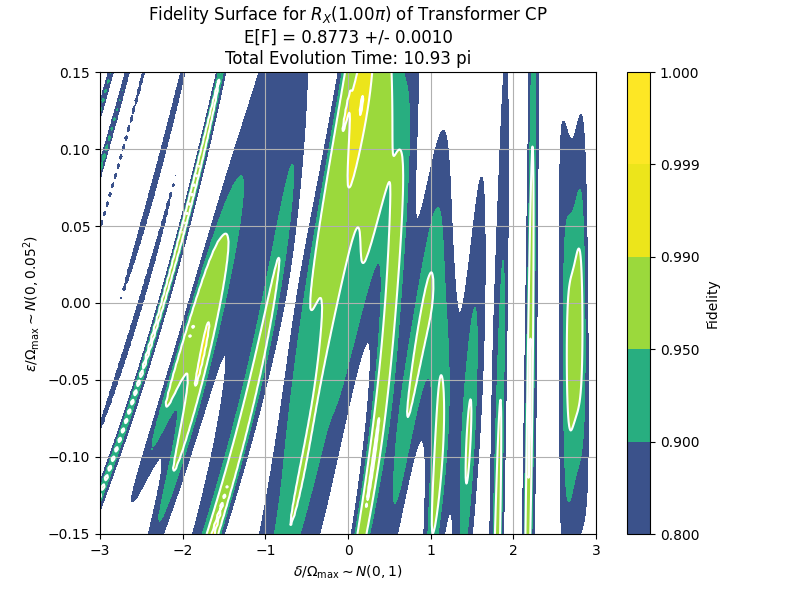 Fidelity Surface for $R_X(1.00\pi)$ of Transformer CP
E[F] = 0.8773 +/- 0.0010
Total Evolution Time: 10.93 pi
0.15
0.10
0.05
0.00
−0.05
−0.10
−0.15
$\epsilon/\Omega_{\max} \sim N(0, 0.05^2)$
−3 −2 −1 0 1 2 3
$\delta/\Omega_{\max} \sim N(0, 1)$
1.000
0.999
0.990
0.950
0.900
0.800
Fidelity